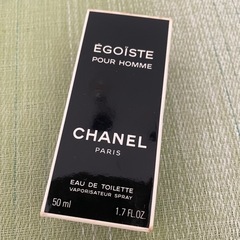 ÉGOÏSTE
POUR HOMME
CHANEL
PARIS
EAU DE TOILETTE
VAPORISATEUR SPRAY
50 ml 1.7 FL.OZ